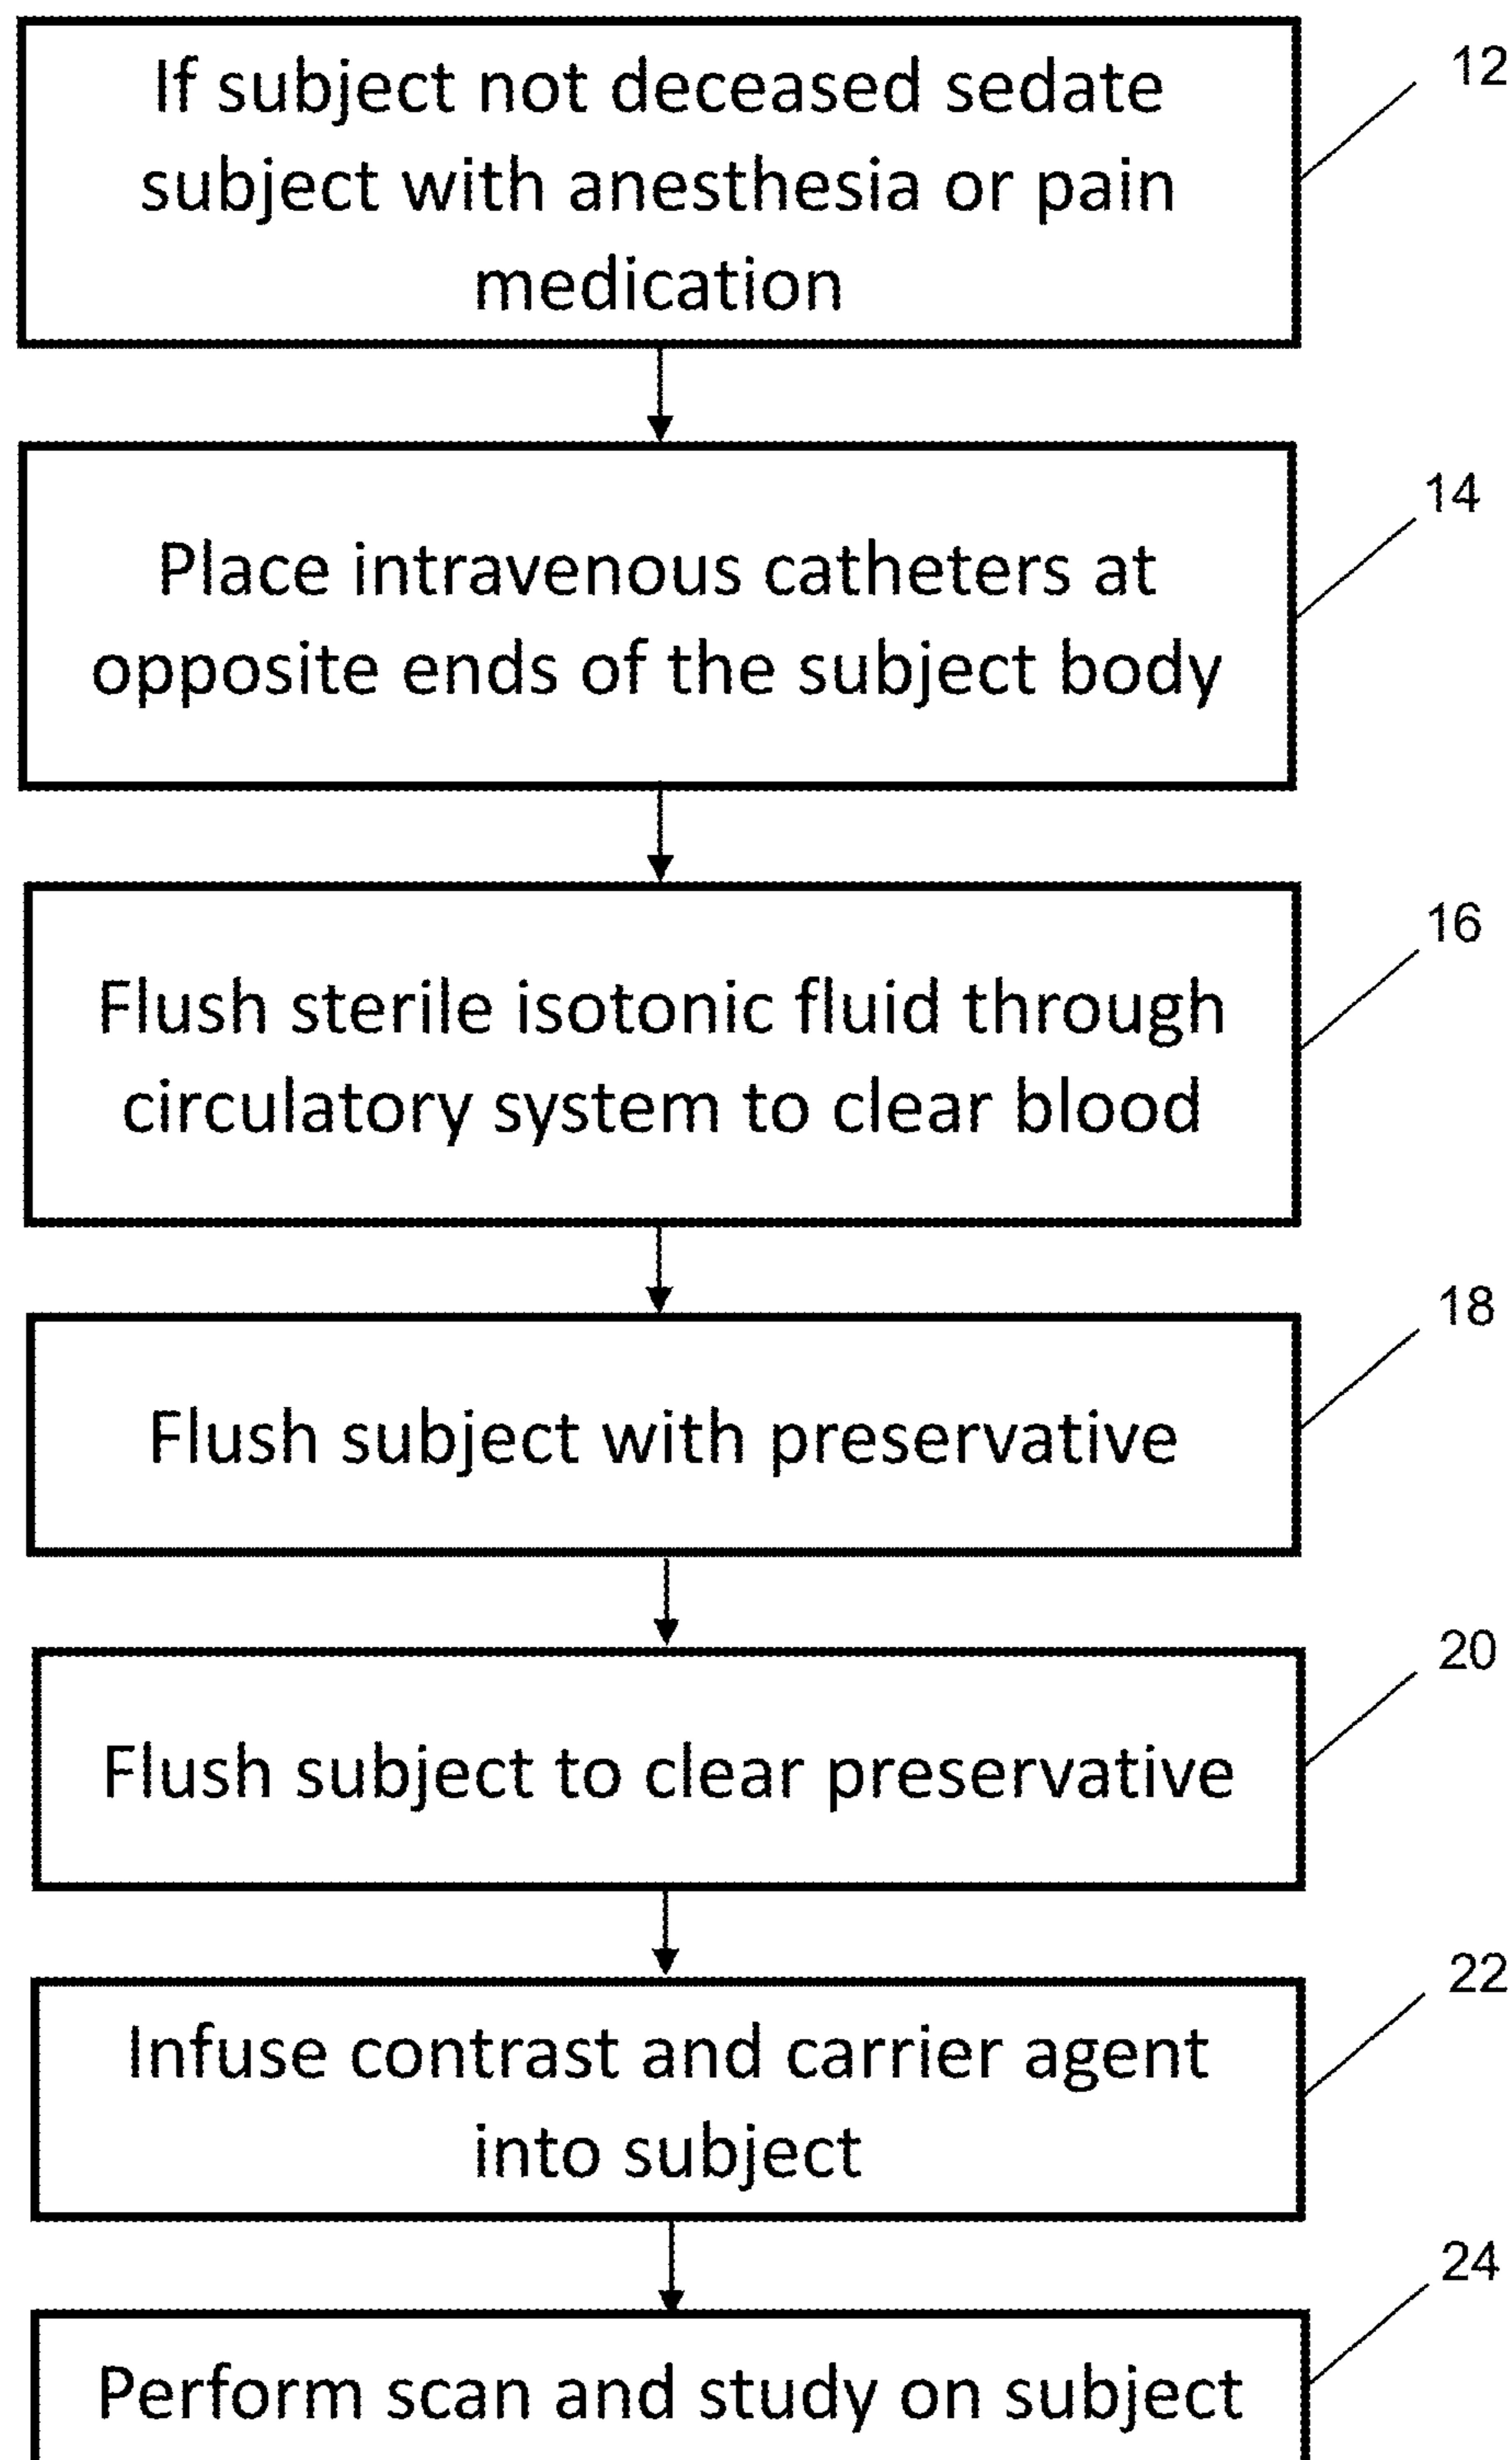 If subject not deceased sedate
subject with anesthesia or pain
medication
12
Place intravenous catheters at
opposite ends of the subject body
14
Flush sterile isotonic fluid through
circulatory system to clear blood
16
Flush subject with preservative
18
Flush subject to clear preservative
20
Infuse contrast and carrier agent
into subject
22
Perform scan and study on subject
24